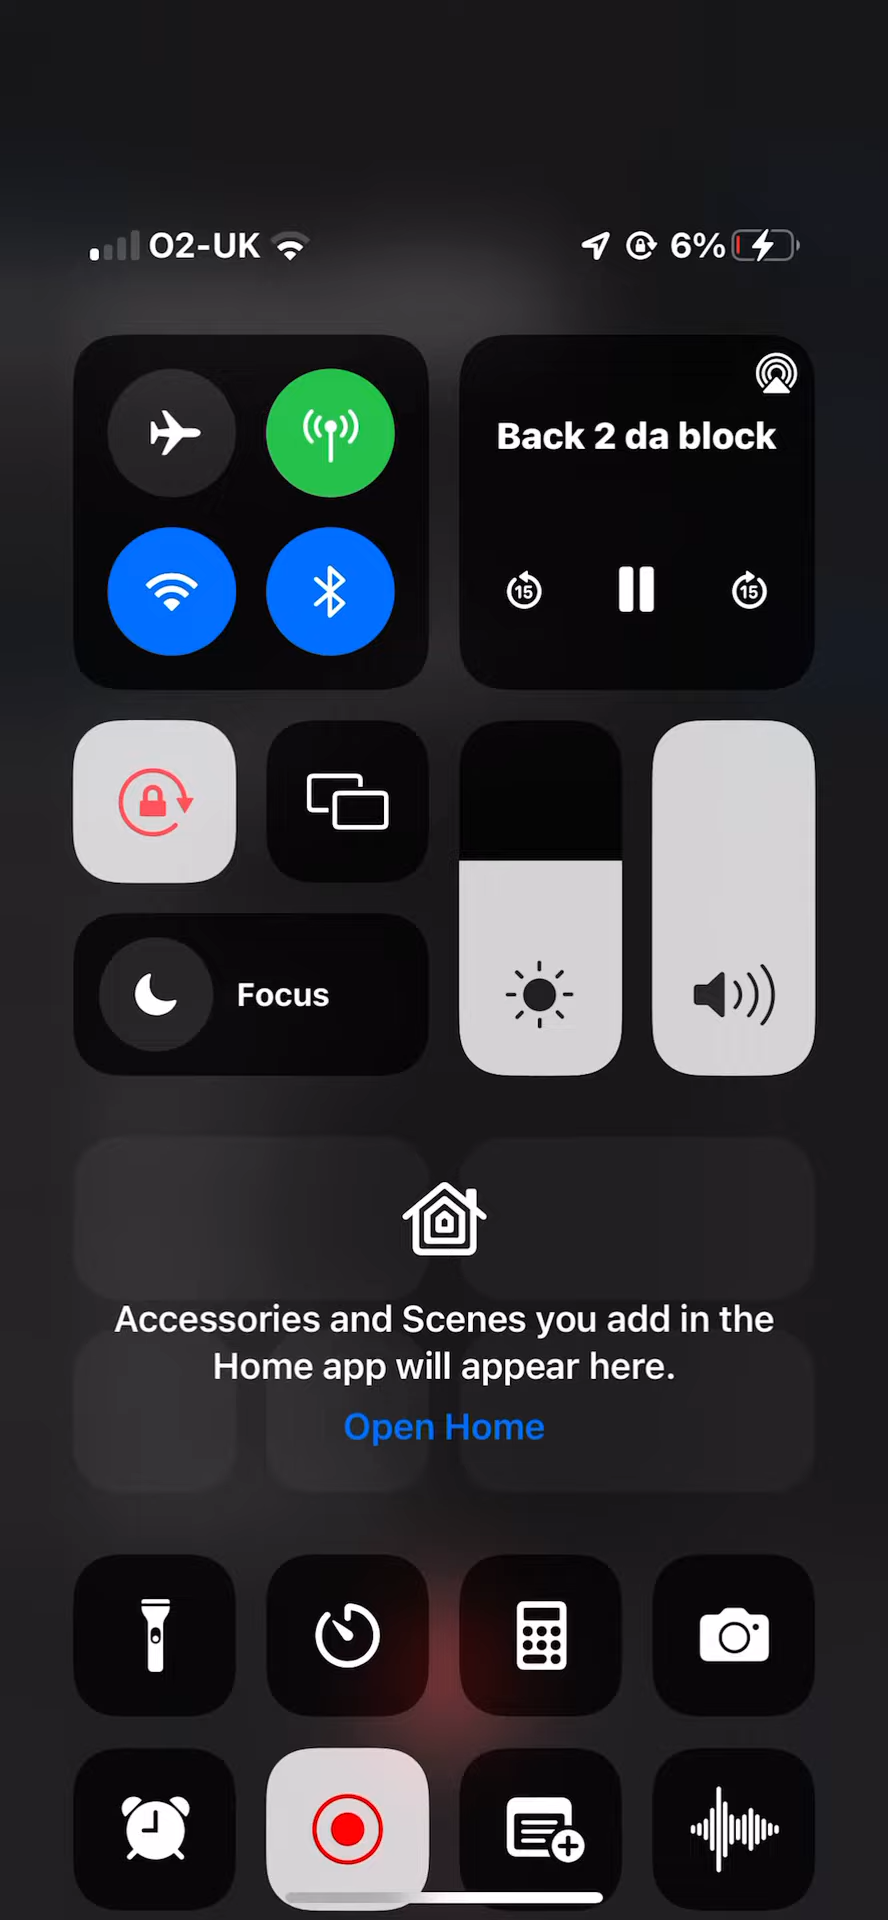 O2-UK
6%
Back 2 da block
15
15
Focus
Accessories and Scenes you add in the
Home app will appear here.
Open Home